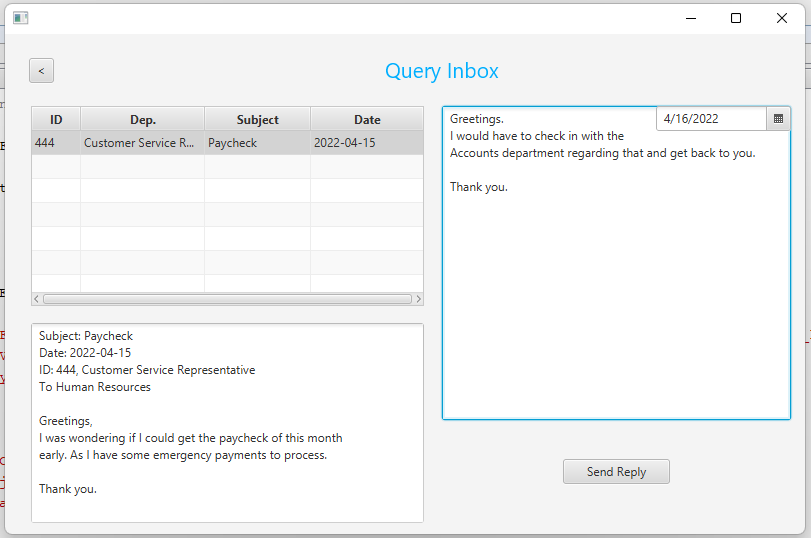 <
Query Inbox
ID Dep. Subject Date
444 Customer Service R... Paycheck 2022-04-15
Subject: Paycheck
Date: 2022-04-15
ID: 444, Customer Service Representative
To Human Resources
Greetings,
I was wondering if I could get the paycheck of this month
early. As I have some emergency payments to process.
Thank you.
4/16/2022
Greetings.
I would have to check in with the
Accounts department regarding that and get back to you.
Thank you.
Send Reply